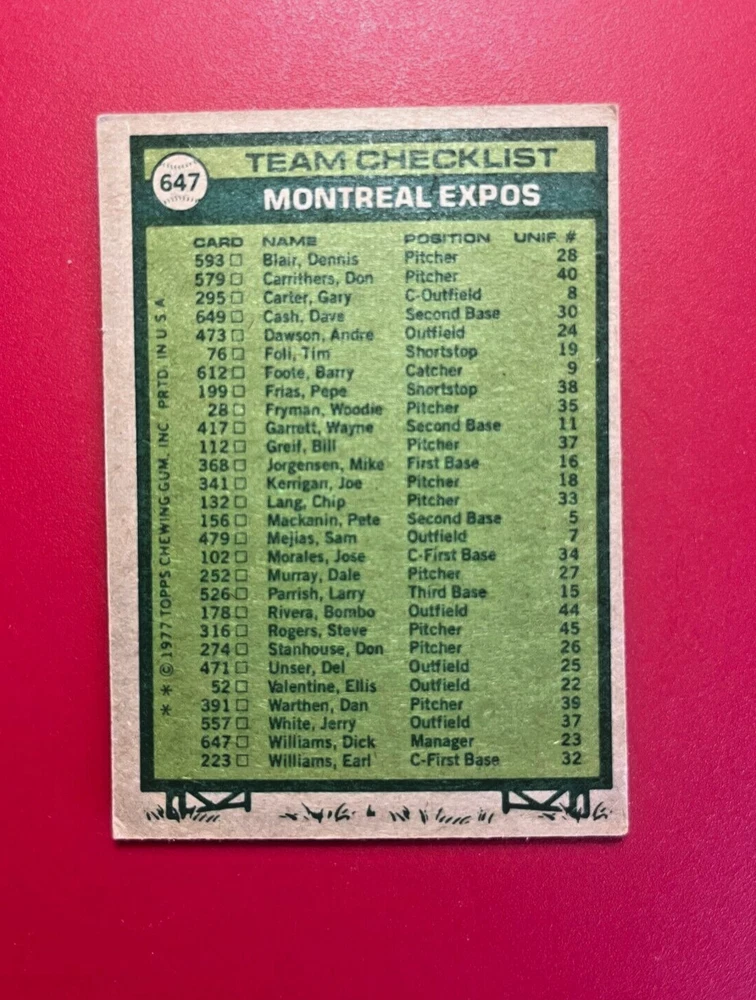 647
TEAM CHECKLIST
MONTREAL EXPOS
CARD NAME POSITION UNIF #
593 Blair, Dennis Pitcher 28
579 Carrithers, Don Pitcher 40
295 Carter, Gary C-Outfield 8
649 Cash, Dave Second Base 30
473 Dawson, Andre Outfield 24
76 Foli, Tim Shortstop 19
612 Foote, Barry Catcher 9
199 Frias, Pepe Shortstop 38
28 Fryman, Woodie Pitcher 35
417 Garrett, Wayne Second Base 11
112 Greif, Bill Pitcher 37
368 Jorgensen, Mike First Base 16
341 Kerrigan, Joe Pitcher 18
132 Lang, Chip Pitcher 33
156 Mackanin, Pete Second Base 5
479 Mejias, Sam Outfield 7
102 Morales, Jose C-First Base 34
252 Murray, Dale Pitcher 27
526 Parrish, Larry Third Base 15
178 Rivera, Bombo Outfield 44
316 Rogers, Steve Pitcher 45
274 Stanhouse, Don Pitcher 26
471 Unser, Del Outfield 25
52 Valentine, Ellis Outfield 22
391 Warthen, Dan Pitcher 39
557 White, Jerry Outfield 37
647 Williams, Dick Manager 23
223 Williams, Earl C-First Base 32
* * © 1977 TOPPS CHEWING GUM, INC. PRTD. IN U S A